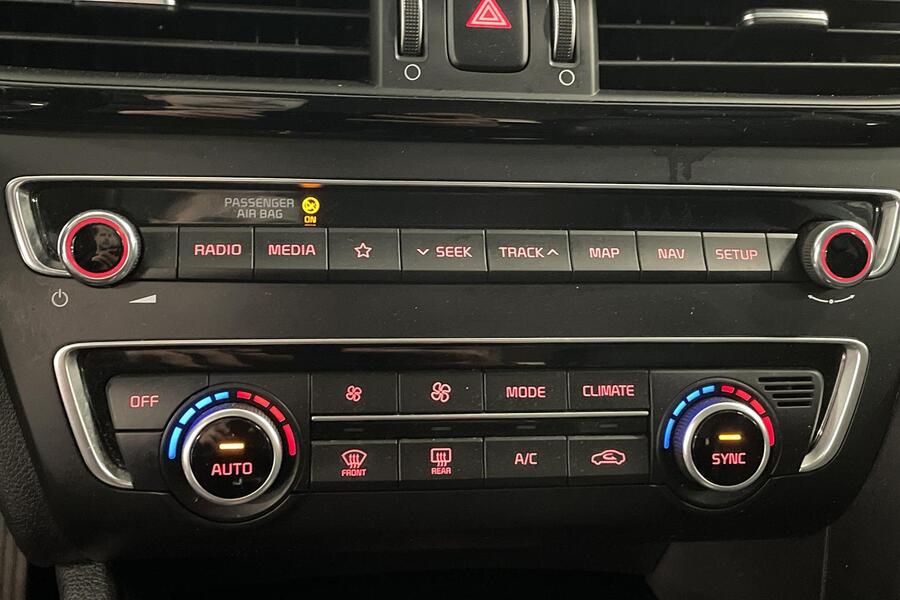 PASSENGER
AIR BAG
ON
RADIO MEDIA SEEK TRACK MAP NAV SETUP
OFF MODE CLIMATE
AUTO FRONT REAR A/C SYNC